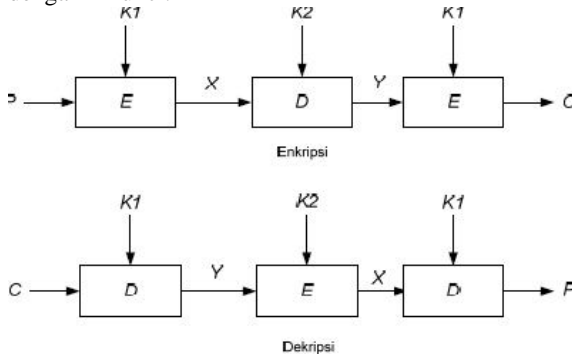 K1 K2 K1
E X D Y E
Enkripsi
K1 K2 K1
C D Y E X D
Dekripsi